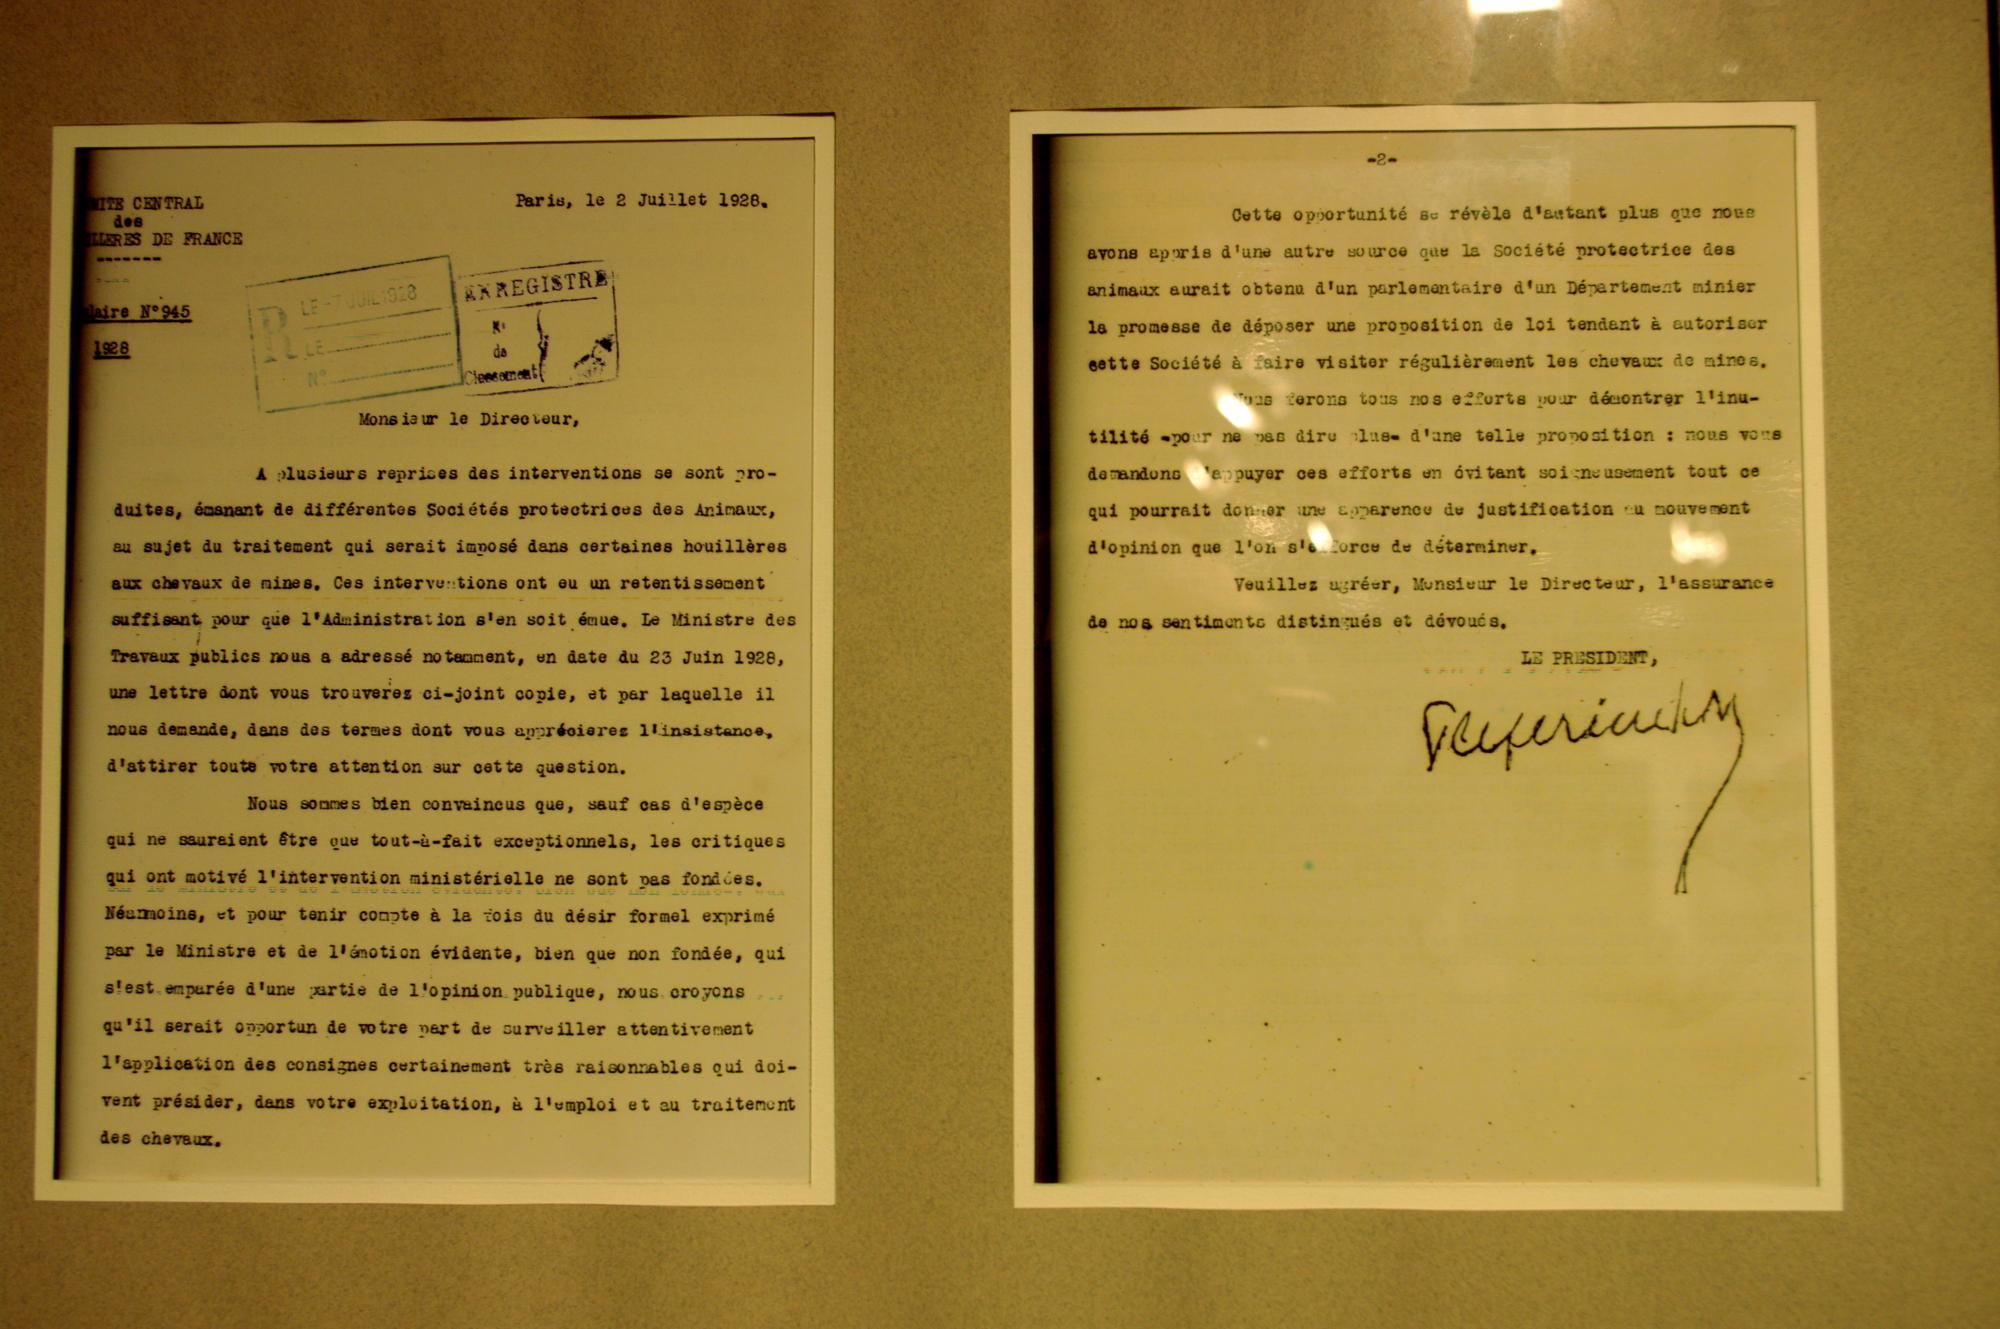 MITE CENTRAL
des
LLERES DE FRANCE
-------
Paris, le 2 Juillet 1928.
laire N°945
1928
R
LE -7 JUIL 1928
LE
N°
ENREGISTRE
N°
de
Classement
Monsieur le Directeur,
A plusieurs reprises des interventions se sont pro-
duites, émanant de différentes Sociétés protectrices des Animaux,
au sujet du traitement qui serait imposé dans certaines houillères
aux chevaux de mines. Ces interventions ont eu un retentissement
suffisant pour que l'Administration s'en soit émue. Le Ministre des
Travaux publics nous a adressé notamment, en date du 23 Juin 1928,
une lettre dont vous trouverez ci-joint copie, et par laquelle il
nous demande, dans des termes dont vous apprécierez l'insistance,
d'attirer toute votre attention sur cette question.
Nous sommes bien convaincus que, sauf cas d'espèce
qui ne sauraient être que tout-à-fait exceptionnels, les critiques
qui ont motivé l'intervention ministérielle ne sont pas fondées.
Néanmoins, et pour tenir compte à la fois du désir formel exprimé
par le Ministre et de l'émotion évidente, bien que non fondée, qui
s'est emparée d'une partie de l'opinion publique, nous croyons
qu'il serait opportun de votre part de surveiller attentivement
l'application des consignes certainement très raisonnables qui doi-
vent présider, dans votre exploitation, à l'emploi et au traitement
des chevaux.
-2-
Cette opportunité se révèle d'autant plus que nous
avons appris d'une autre source que la Société protectrice des
animaux aurait obtenu d'un parlementaire d'un Département minier
la promesse de déposer une proposition de loi tendant à autoriser
cette Société à faire visiter régulièrement les chevaux de mines.
Nous ferons tous nos efforts pour démontrer l'inu-
tilité -pour ne pas dire plus- d'une telle proposition : nous vous
demandons d'appuyer ces efforts en évitant soigneusement tout ce
qui pourrait donner une apparence de justification au mouvement
d'opinion que l'on s'efforce de déterminer.
Veuillez agréer, Monsieur le Directeur, l'assurance
de nos sentiments distingués et dévoués.
LE PRESIDENT,